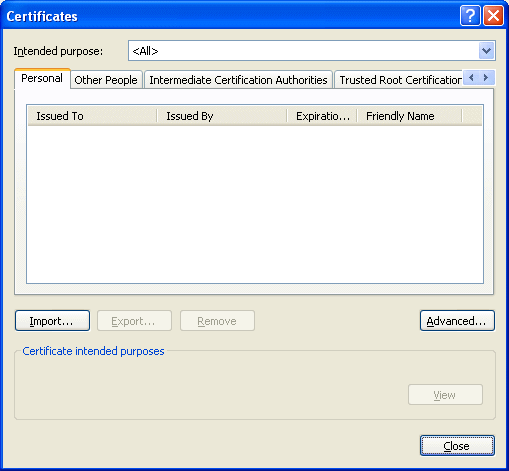 Certificates
Intended purpose: <All>
Personal Other People Intermediate Certification Authorities Trusted Root Certification
Issued To Issued By Expiratio... Friendly Name
Import... Export... Remove Advanced...
Certificate intended purposes
View
Close